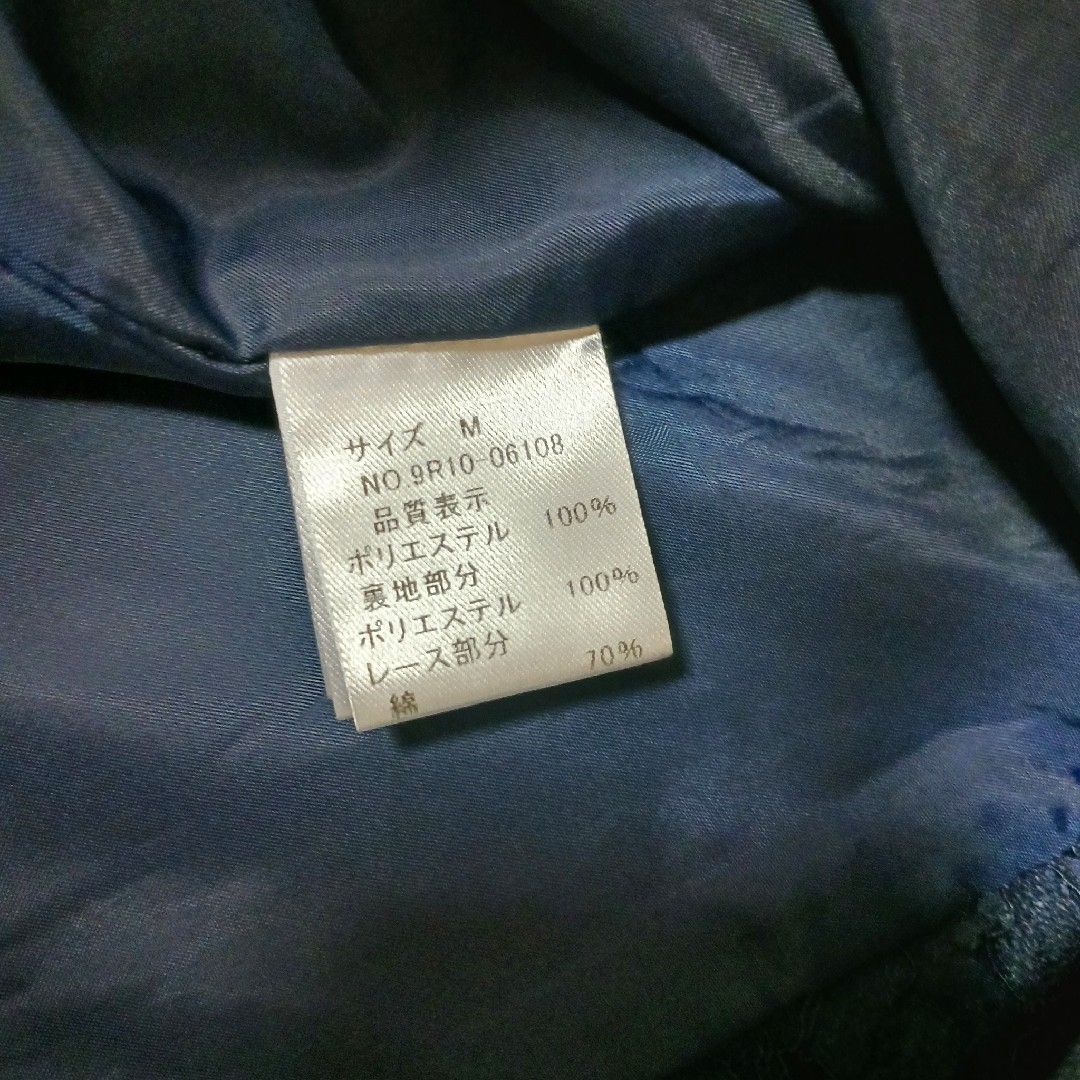 サイズ M
NO.9R10-06108
品質表示
ポリエステル 100%
裏地部分
ポリエステル 100%
レース部分
綿 70%